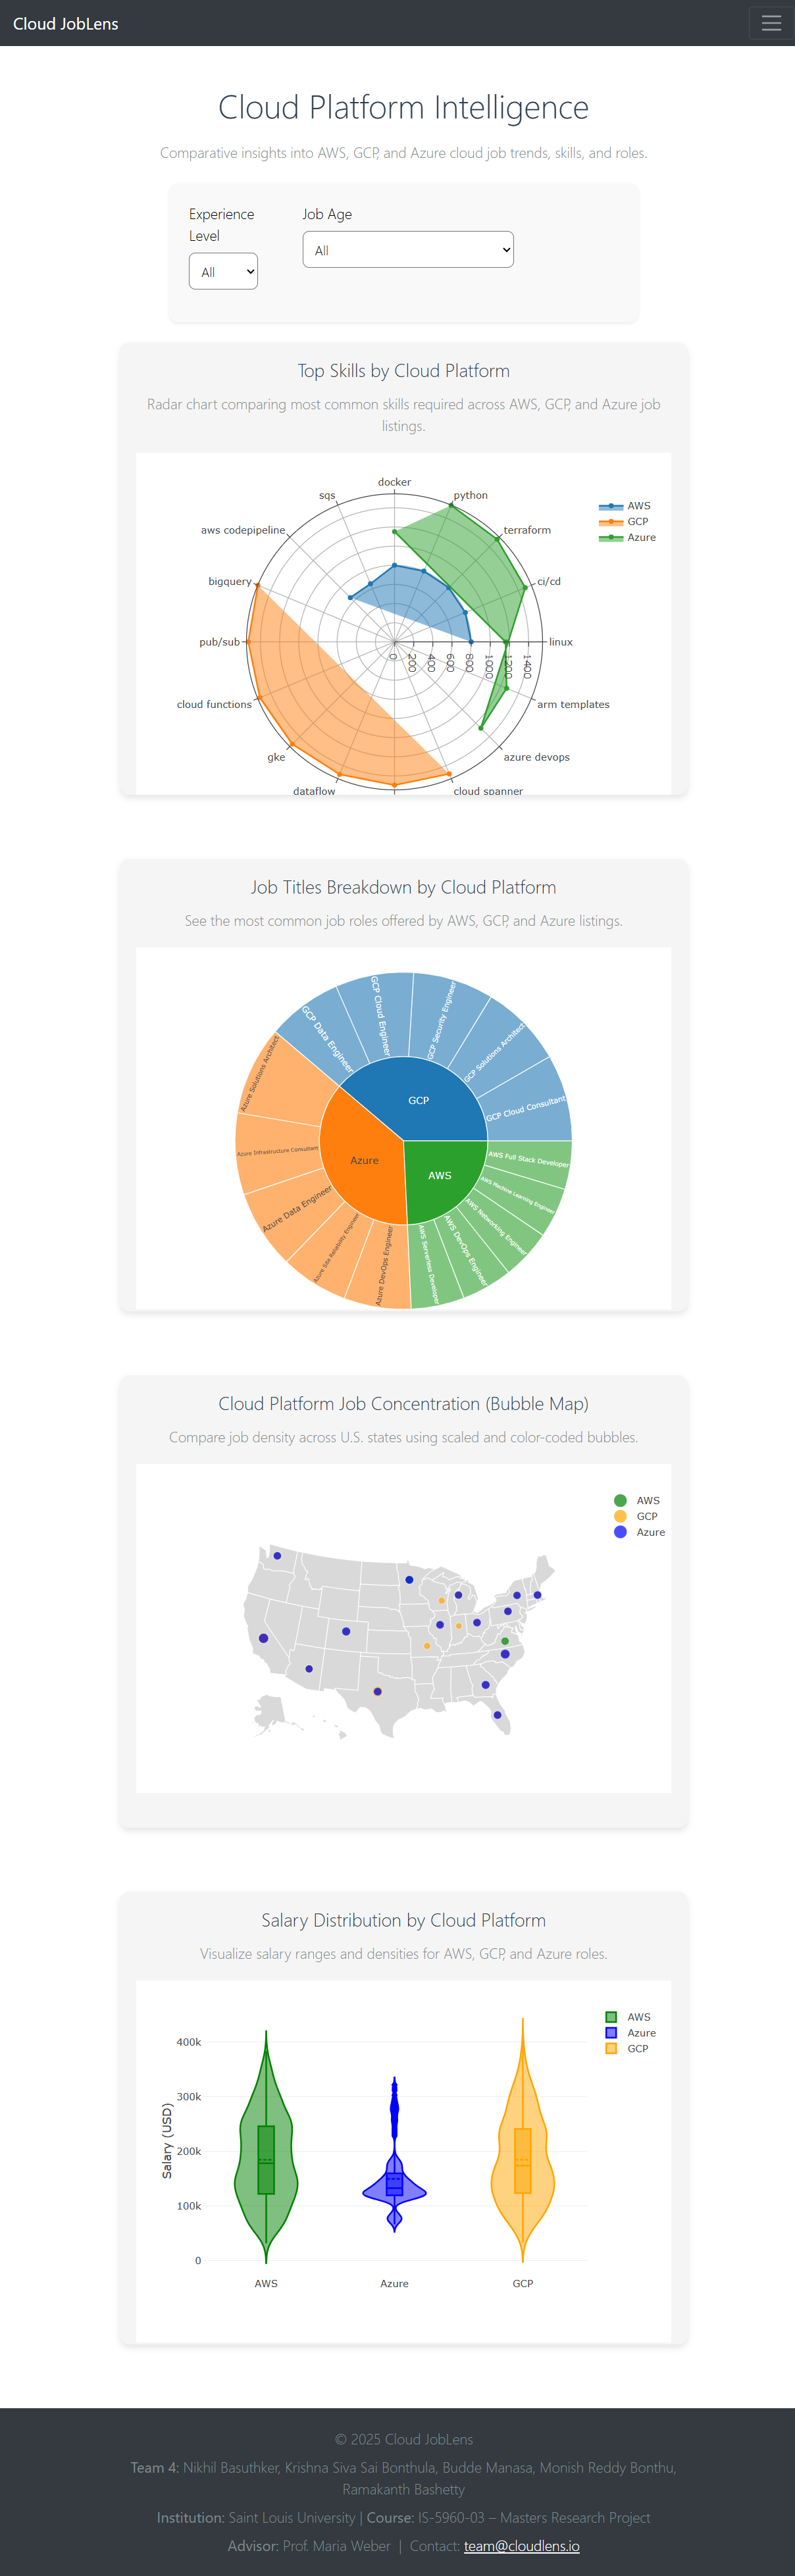 Cloud JobLens
Cloud Platform Intelligence
Comparative insights into AWS, GCP, and Azure cloud job trends, skills, and roles.
Experience
Level
Job Age
All
All
Top Skills by Cloud Platform
Radar chart comparing most common skills required across AWS, GCP, and Azure job
listings.
docker
python
terraform
ci/cd
linux
arm templates
azure devops
cloud spanner
dataflow
gke
cloud functions
pub/sub
bigquery
aws codepipeline
sqs
0
200
400
600
800
1000
1200
1400
AWS
GCP
Azure
Job Titles Breakdown by Cloud Platform
See the most common job roles offered by AWS, GCP, and Azure listings.
GCP
GCP Data Engineer
GCP Cloud Engineer
GCP Security Engineer
GCP Solutions Architect
GCP Cloud Consultant
Azure
Azure Solutions Architect
Azure Infrastructure Consultant
Azure Data Engineer
Azure Site Reliability Engineer
Azure DevOps Engineer
AWS
AWS Full Stack Developer
AWS Machine Learning Engineer
AWS Networking Engineer
AWS DevOps Engineer
AWS Serverless Developer
Cloud Platform Job Concentration (Bubble Map)
Compare job density across U.S. states using scaled and color-coded bubbles.
AWS
GCP
Azure
Salary Distribution by Cloud Platform
Visualize salary ranges and densities for AWS, GCP, and Azure roles.
400k
300k
200k
100k
0
Salary (USD)
AWS
Azure
GCP
AWS
Azure
GCP
© 2025 Cloud JobLens
Team 4: Nikhil Basuthker, Krishna Siva Sai Bonthula, Budde Manasa, Monish Reddy Bonthu,
Ramakanth Bashetty
Institution: Saint Louis University | Course: IS-5960-03 – Masters Research Project
Advisor: Prof. Maria Weber | Contact: team@cloudlens.io